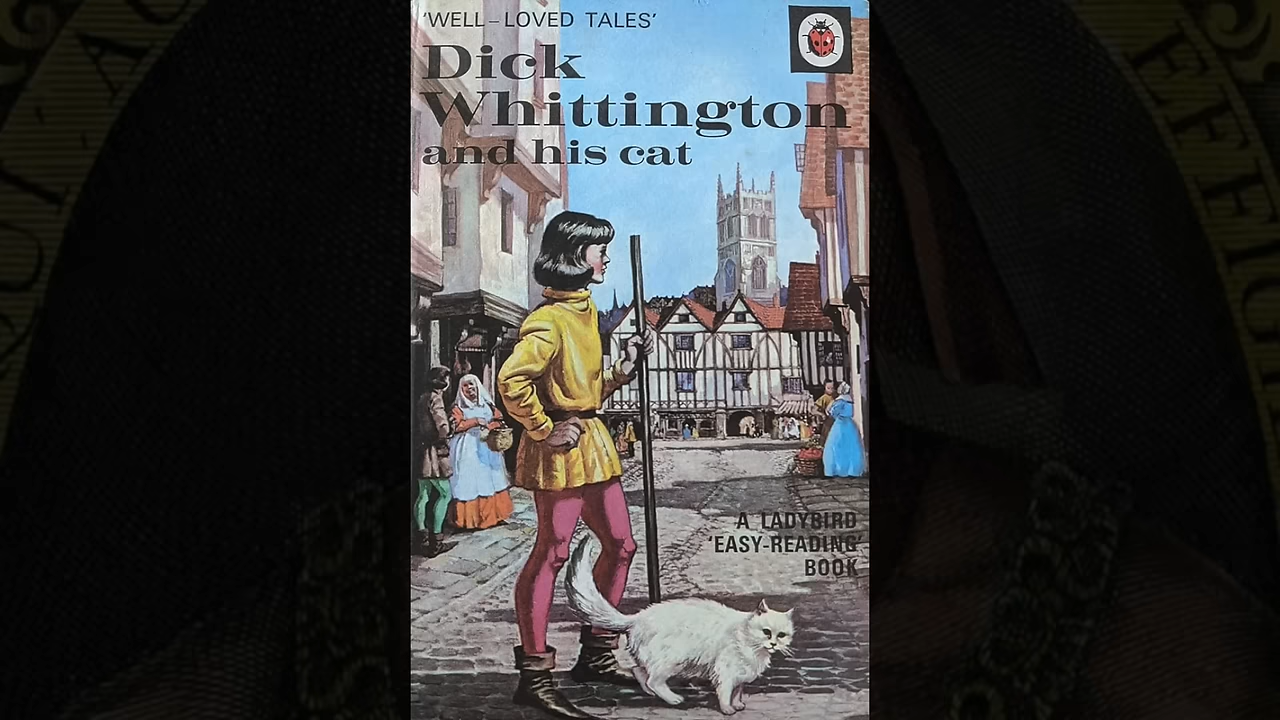 'WELL-LOVED TALES'
Dick
Whittington
and his cat
A LADYBIRD
'EASY-READING'
BOOK